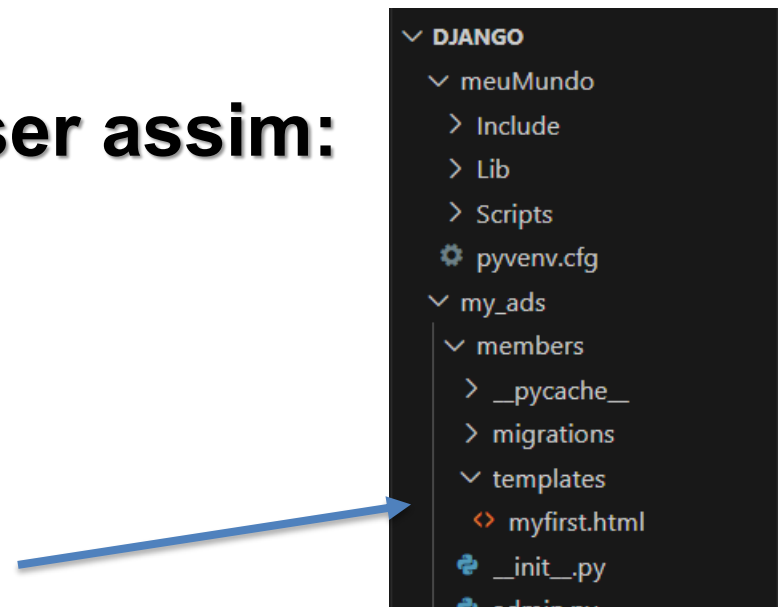 ser assim:
DJANGO
meuMundo
Include
Lib
Scripts
pyvenv.cfg
my_ads
members
__pycache__
migrations
templates
myfirst.html
__init__.py